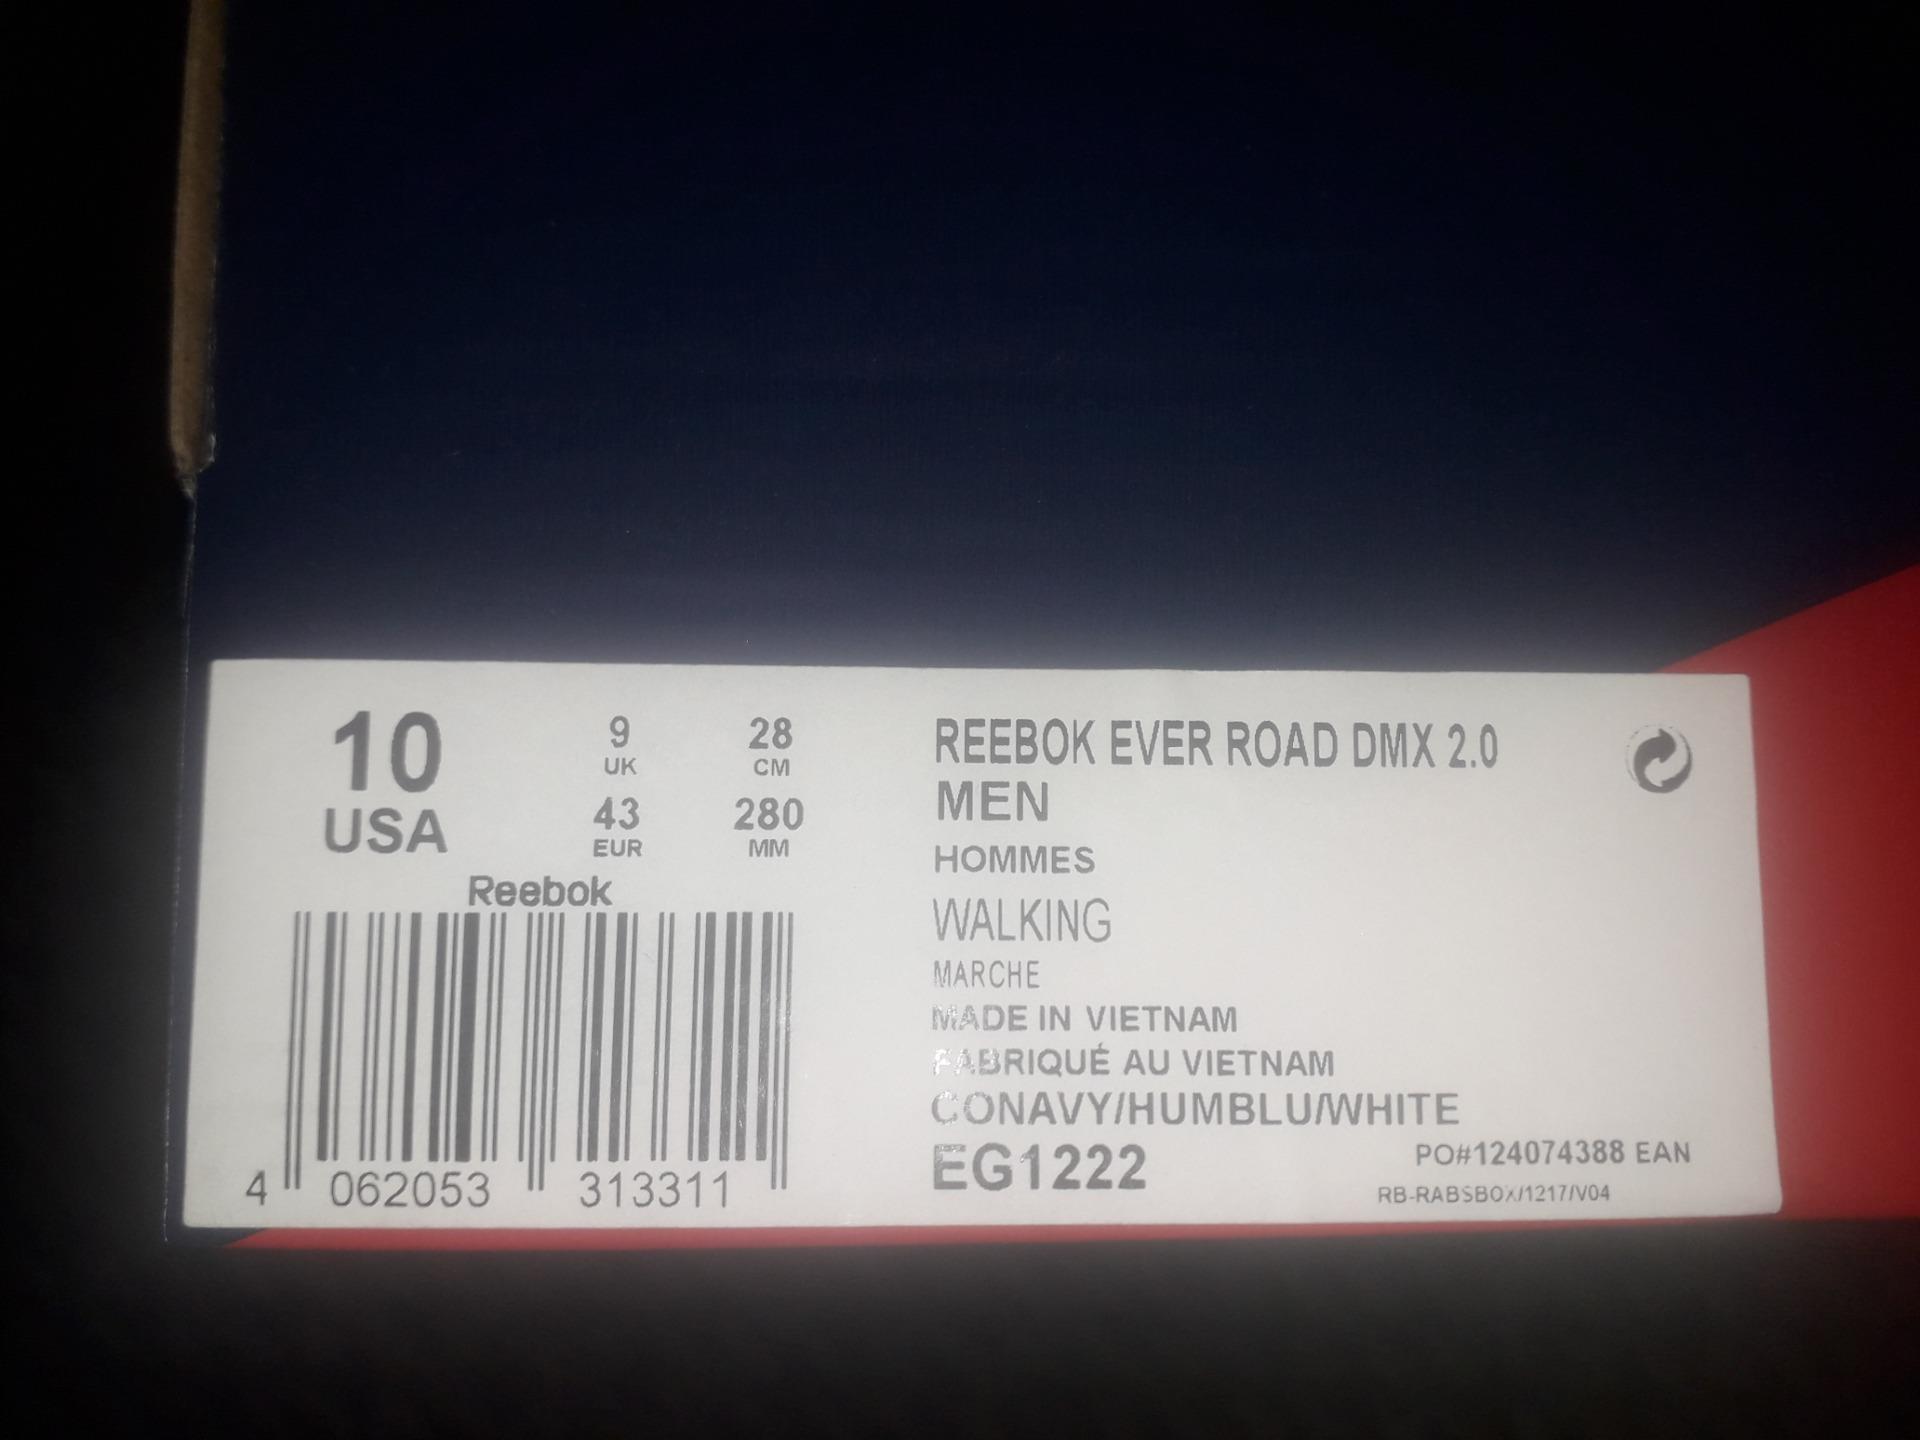 10
USA
9
UK
28
CM
43
EUR
280
MM
Reebok
4 062053 313311
REEBOK EVER ROAD DMX 2.0
MEN
HOMMES
WALKING
MARCHE
MADE IN VIETNAM
FABRIQUÉ AU VIETNAM
CONAVY/HUMBLU/WHITE
EG1222
PO#124074388 EAN
RB-RABSBOX/1217/V04